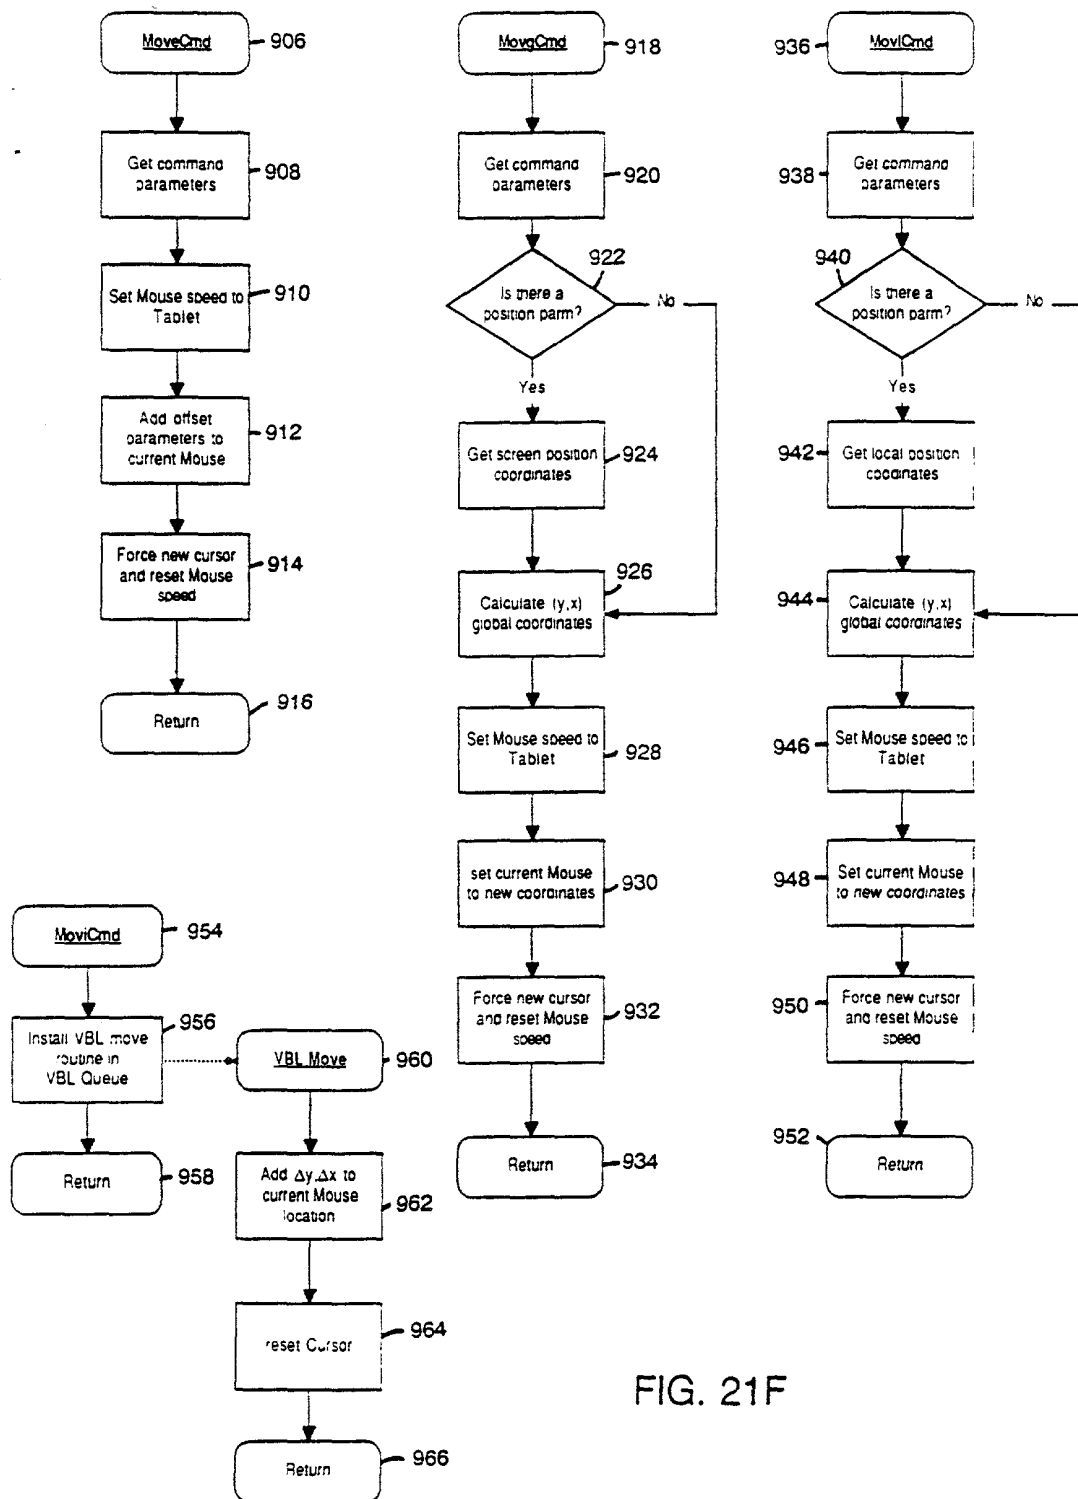 MoveCmd
906
Get command
parameters
908
Set Mouse speed to
Tablet
910
Add offset
parameters to
current Mouse
912
Force new cursor
and reset Mouse
speed
914
Return
916
MovgCmd
918
Get command
parameters
920
Is there a
position parm?
922
No
Yes
Get screen position
coordinates
924
Calculate (y,x)
global coordinates
926
Set Mouse speed to
Tablet
928
set current Mouse
to new coordinates
930
Force new cursor
and reset Mouse
speed
932
Return
934
MovlCmd
936
Get command
parameters
938
Is there a
position parm?
940
No
Yes
Get local position
coodinates
942
Calculate (y,x)
global coordinates
944
Set Mouse speed to
Tablet
946
Set current Mouse
to new coordinates
948
Force new cursor
and reset Mouse
speed
950
Return
952
MoviCmd
954
Install VBL move
routine in
VBL Queue
956
Return
958
VBL Move
960
Add Δy,Δx to
current Mouse
location
962
reset Cursor
964
Return
966
FIG. 21F